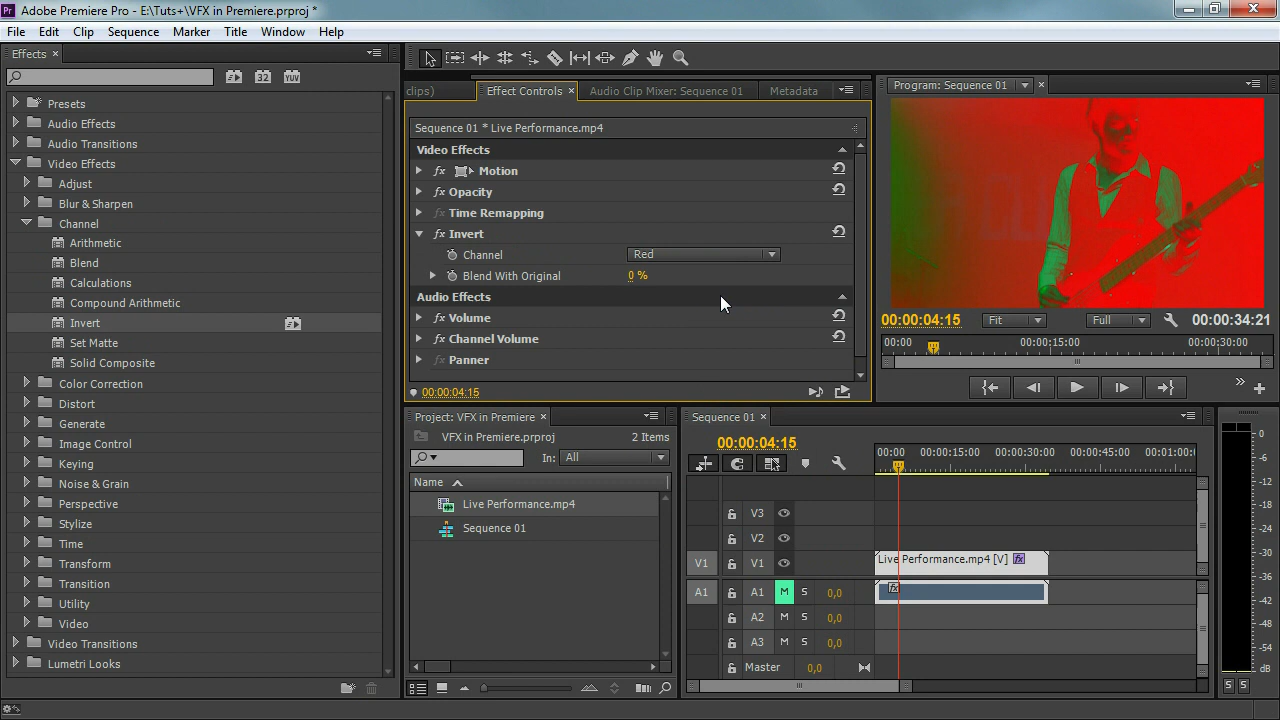 Pr Adobe Premiere Pro - E:\Tuts+\VFX in Premiere.prproj *
File Edit Clip Sequence Marker Title Window Help
Effects ×
32 YUV
Presets
Audio Effects
Audio Transitions
Video Effects
Adjust
Blur & Sharpen
Channel
Arithmetic
Blend
Calculations
Compound Arithmetic
Invert
Set Matte
Solid Composite
Color Correction
Distort
Generate
Image Control
Keying
Noise & Grain
Perspective
Stylize
Time
Transform
Transition
Utility
Video
Video Transitions
Lumetri Looks
clips) Effect Controls × Audio Clip Mixer: Sequence 01 Metadata
Sequence 01 * Live Performance.mp4
Video Effects
fx Motion
fx Opacity
fx Time Remapping
fx Invert
Channel Red
Blend With Original 0 %
Audio Effects
fx Volume
fx Channel Volume
fx Panner
00:00:04:15
Program: Sequence 01 ×
00:00:04:15 Fit Full 00:00:34:21
00:00 00:00:15:00 00:00:30:00
Project: VFX in Premiere ×
VFX in Premiere.prproj 2 Items
In: All
Name
Live Performance.mp4
Sequence 01
Sequence 01 ×
00:00:04:15
00:00 00:00:15:00 00:00:30:00 00:00:45:00 00:01:00:0
V3
V2
V1 V1 Live Performance.mp4 [V] fx
A1 A1 M S 0,0 fx
A2 M S 0,0
A3 M S 0,0
Master 0,0
0
-6
-12
-18
-24
-30
-36
-42
-48
-54
dB
S S